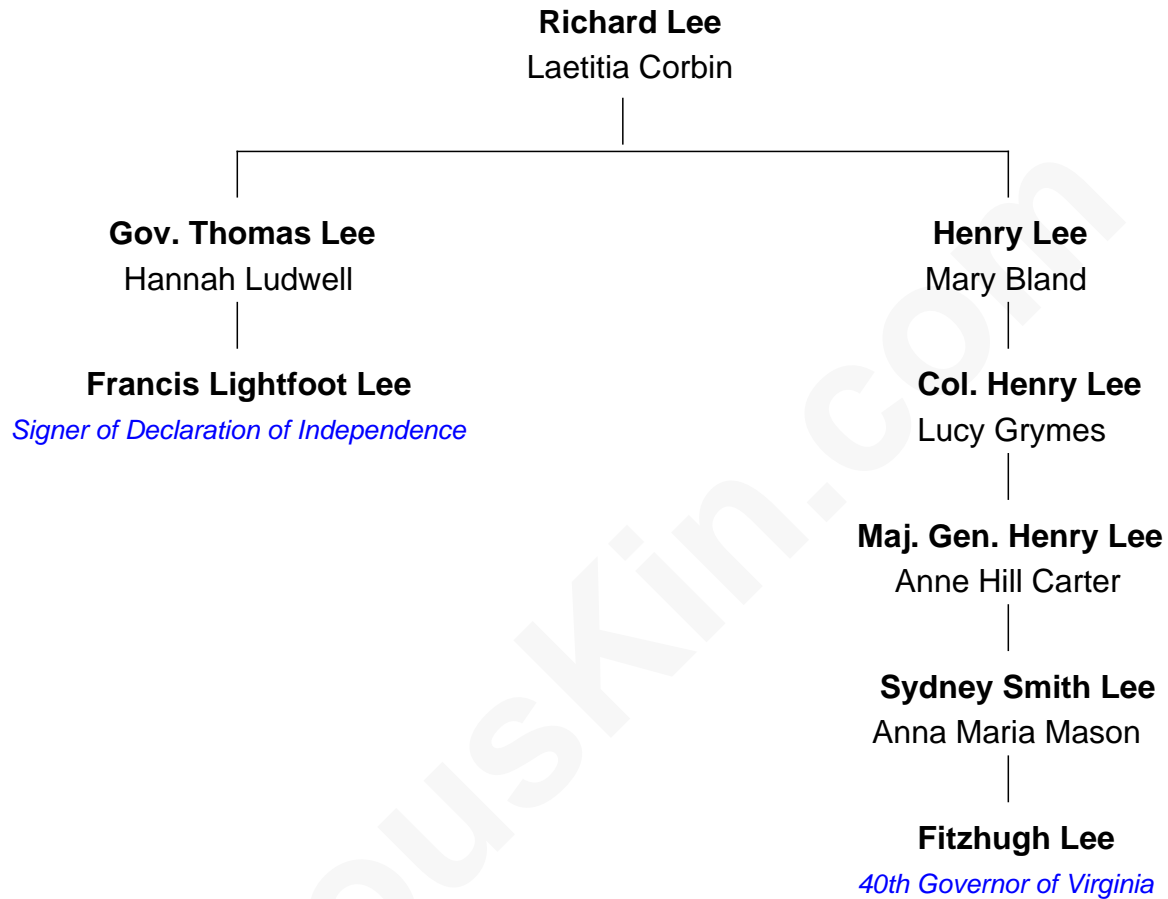 Richard Lee
Laetitia Corbin
Gov. Thomas Lee
Hannah Ludwell
Henry Lee
Mary Bland
Francis Lightfoot Lee
Signer of Declaration of Independence
Col. Henry Lee
Lucy Grymes
Maj. Gen. Henry Lee
Anne Hill Carter
Sydney Smith Lee
Anna Maria Mason
Fitzhugh Lee
40th Governor of Virginia
ouskin.com